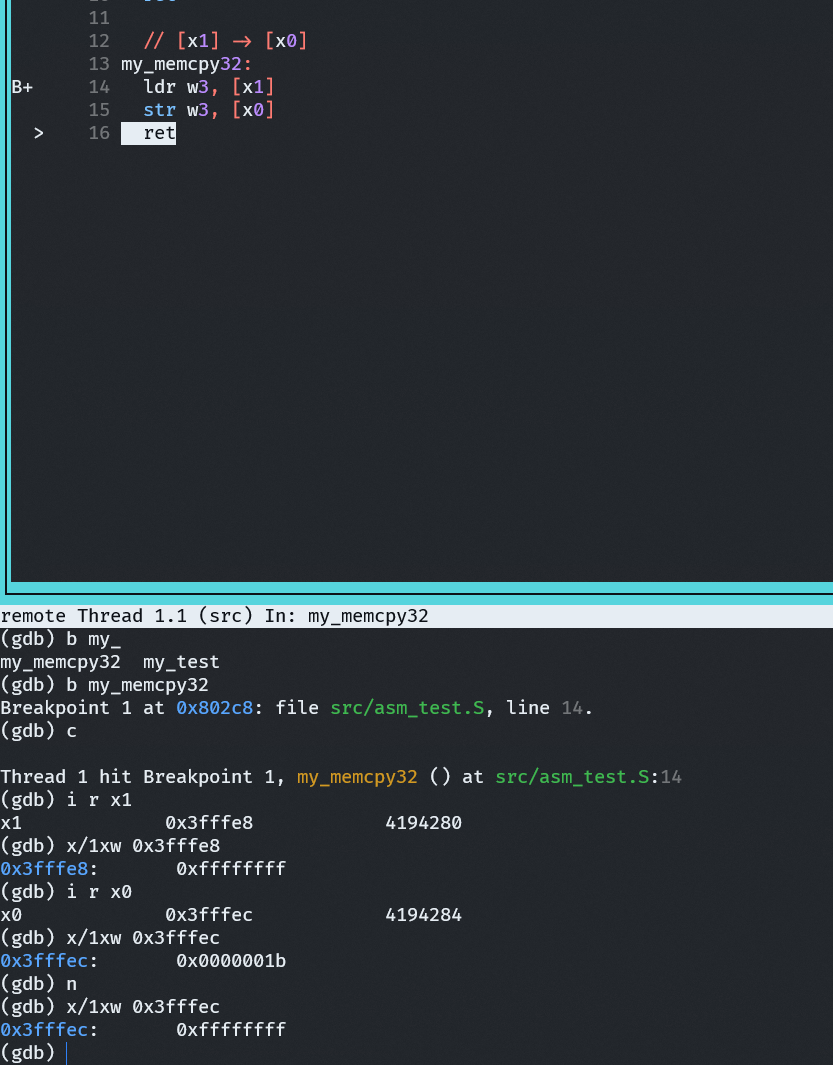 11
12 // [x1] -> [x0]
13 my_memcpy32:
B+ 14 ldr w3, [x1]
15 str w3, [x0]
> 16 ret
remote Thread 1.1 (src) In: my_memcpy32
(gdb) b my_
my_memcpy32 my_test
(gdb) b my_memcpy32
Breakpoint 1 at 0x802c8: file src/asm_test.S, line 14.
(gdb) c
Thread 1 hit Breakpoint 1, my_memcpy32 () at src/asm_test.S:14
(gdb) i r x1
x1 0x3fffe8 4194280
(gdb) x/1xw 0x3fffe8
0x3fffe8: 0xffffffff
(gdb) i r x0
x0 0x3fffec 4194284
(gdb) x/1xw 0x3fffec
0x3fffec: 0x0000001b
(gdb) n
(gdb) x/1xw 0x3fffec
0x3fffec: 0xffffffff
(gdb)